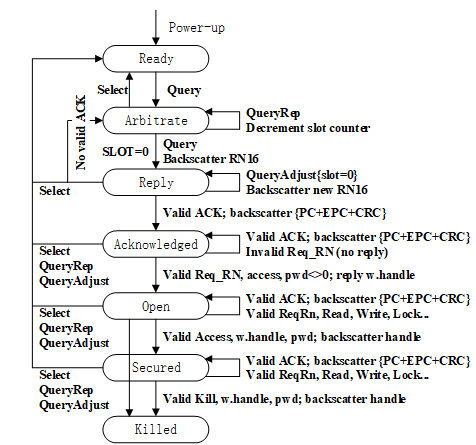 Power-up
Ready
Select
Query
No valid ACK
Arbitrate
QueryRep
Decrement slot counter
SLOT=0
Query
Backscatter RN16
Select
Reply
QueryAdjust{slot=0}
Backscatter new RN16
Valid ACK; backscatter {PC+EPC+CRC}
Select
QueryRep
QueryAdjust
Acknowledged
Valid ACK; backscatter {PC+EPC+CRC}
Invalid Req_RN (no reply)
Valid Req_RN, access, pwd<>0; reply w.handle
Select
QueryRep
QueryAdjust
Open
Valid ACK; backscatter {PC+EPC+CRC}
Valid ReqRn, Read, Write, Lock...
Valid Access, w.handle, pwd; backscatter handle
Select
QueryRep
QueryAdjust
Secured
Valid ACK; backscatter {PC+EPC+CRC}
Valid ReqRn, Read, Write, Lock...
Valid Kill, w.handle, pwd; backscatter handle
Killed